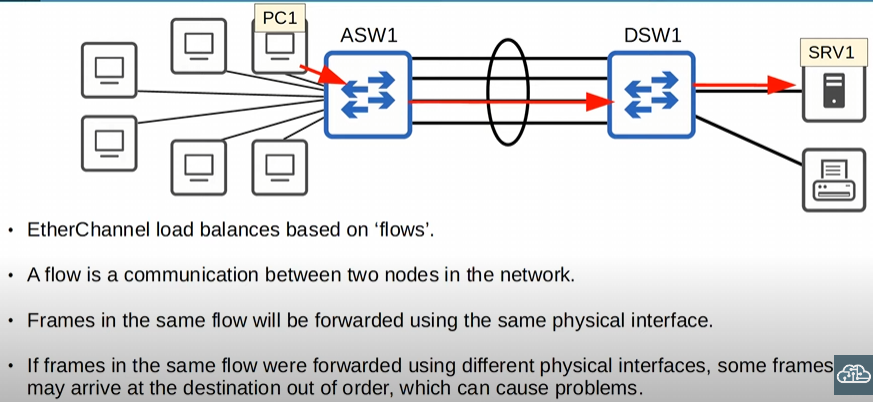 PC1
ASW1
DSW1
SRV1
• EtherChannel load balances based on ‘flows’.
• A flow is a communication between two nodes in the network.
• Frames in the same flow will be forwarded using the same physical interface.
• If frames in the same flow were forwarded using different physical interfaces, some frames
may arrive at the destination out of order, which can cause problems.